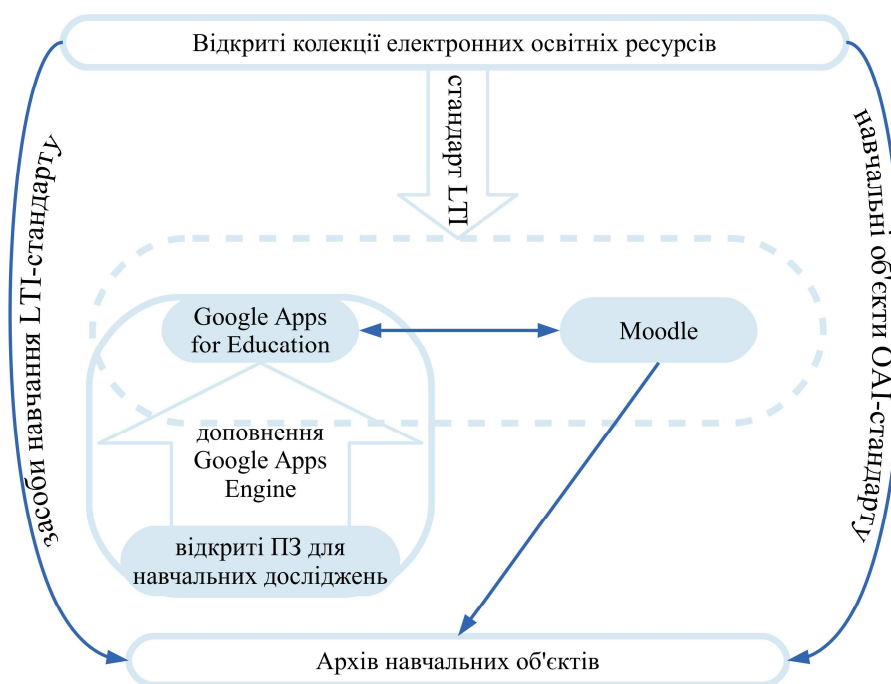 Відкриті колекції електронних освітніх ресурсів
стандарт LTI
засоби навчання LTI-стандарту
навчальні об'єкти ОАІ-стандарту
Google Apps
for Education
Moodle
доповнення
Google Apps
Engine
відкриті ПЗ для
навчальних досліджень
Архів навчальних об'єктів